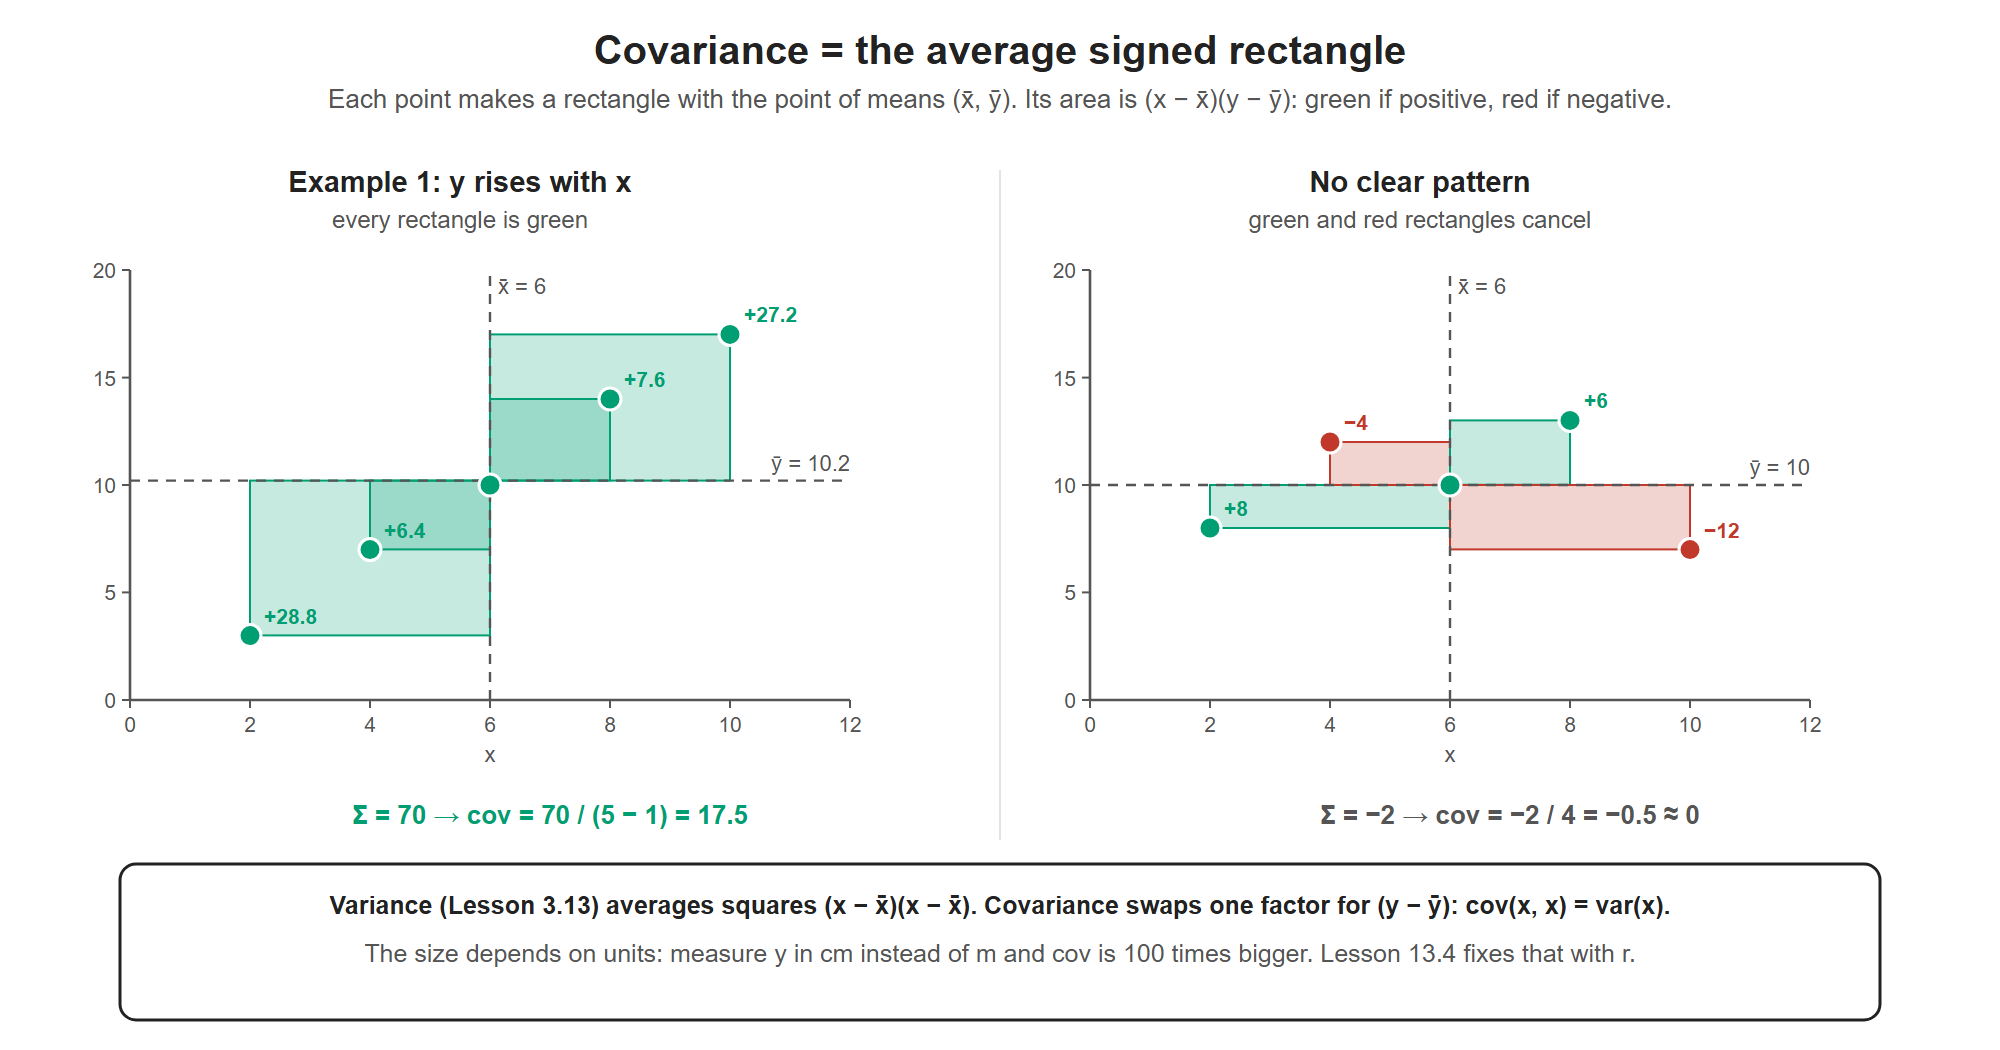 Covariance = the average signed rectangle
Each point makes a rectangle with the point of means (x̄, ȳ). Its area is (x − x̄)(y − ȳ): green if positive, red if negative.
Example 1: y rises with x
every rectangle is green
20
15
10
5
0
0
2
4
6
8
10
12
x
x̄ = 6
ȳ = 10.2
+27.2
+7.6
+6.4
+28.8
Σ = 70 → cov = 70 / (5 − 1) = 17.5
No clear pattern
green and red rectangles cancel
20
15
10
5
0
0
2
4
6
8
10
12
x
x̄ = 6
ȳ = 10
−4
+6
+8
−12
Σ = −2 → cov = −2 / 4 = −0.5 ≈ 0
Variance (Lesson 3.13) averages squares (x − x̄)(x − x̄). Covariance swaps one factor for (y − ȳ): cov(x, x) = var(x).
The size depends on units: measure y in cm instead of m and cov is 100 times bigger. Lesson 13.4 fixes that with r.